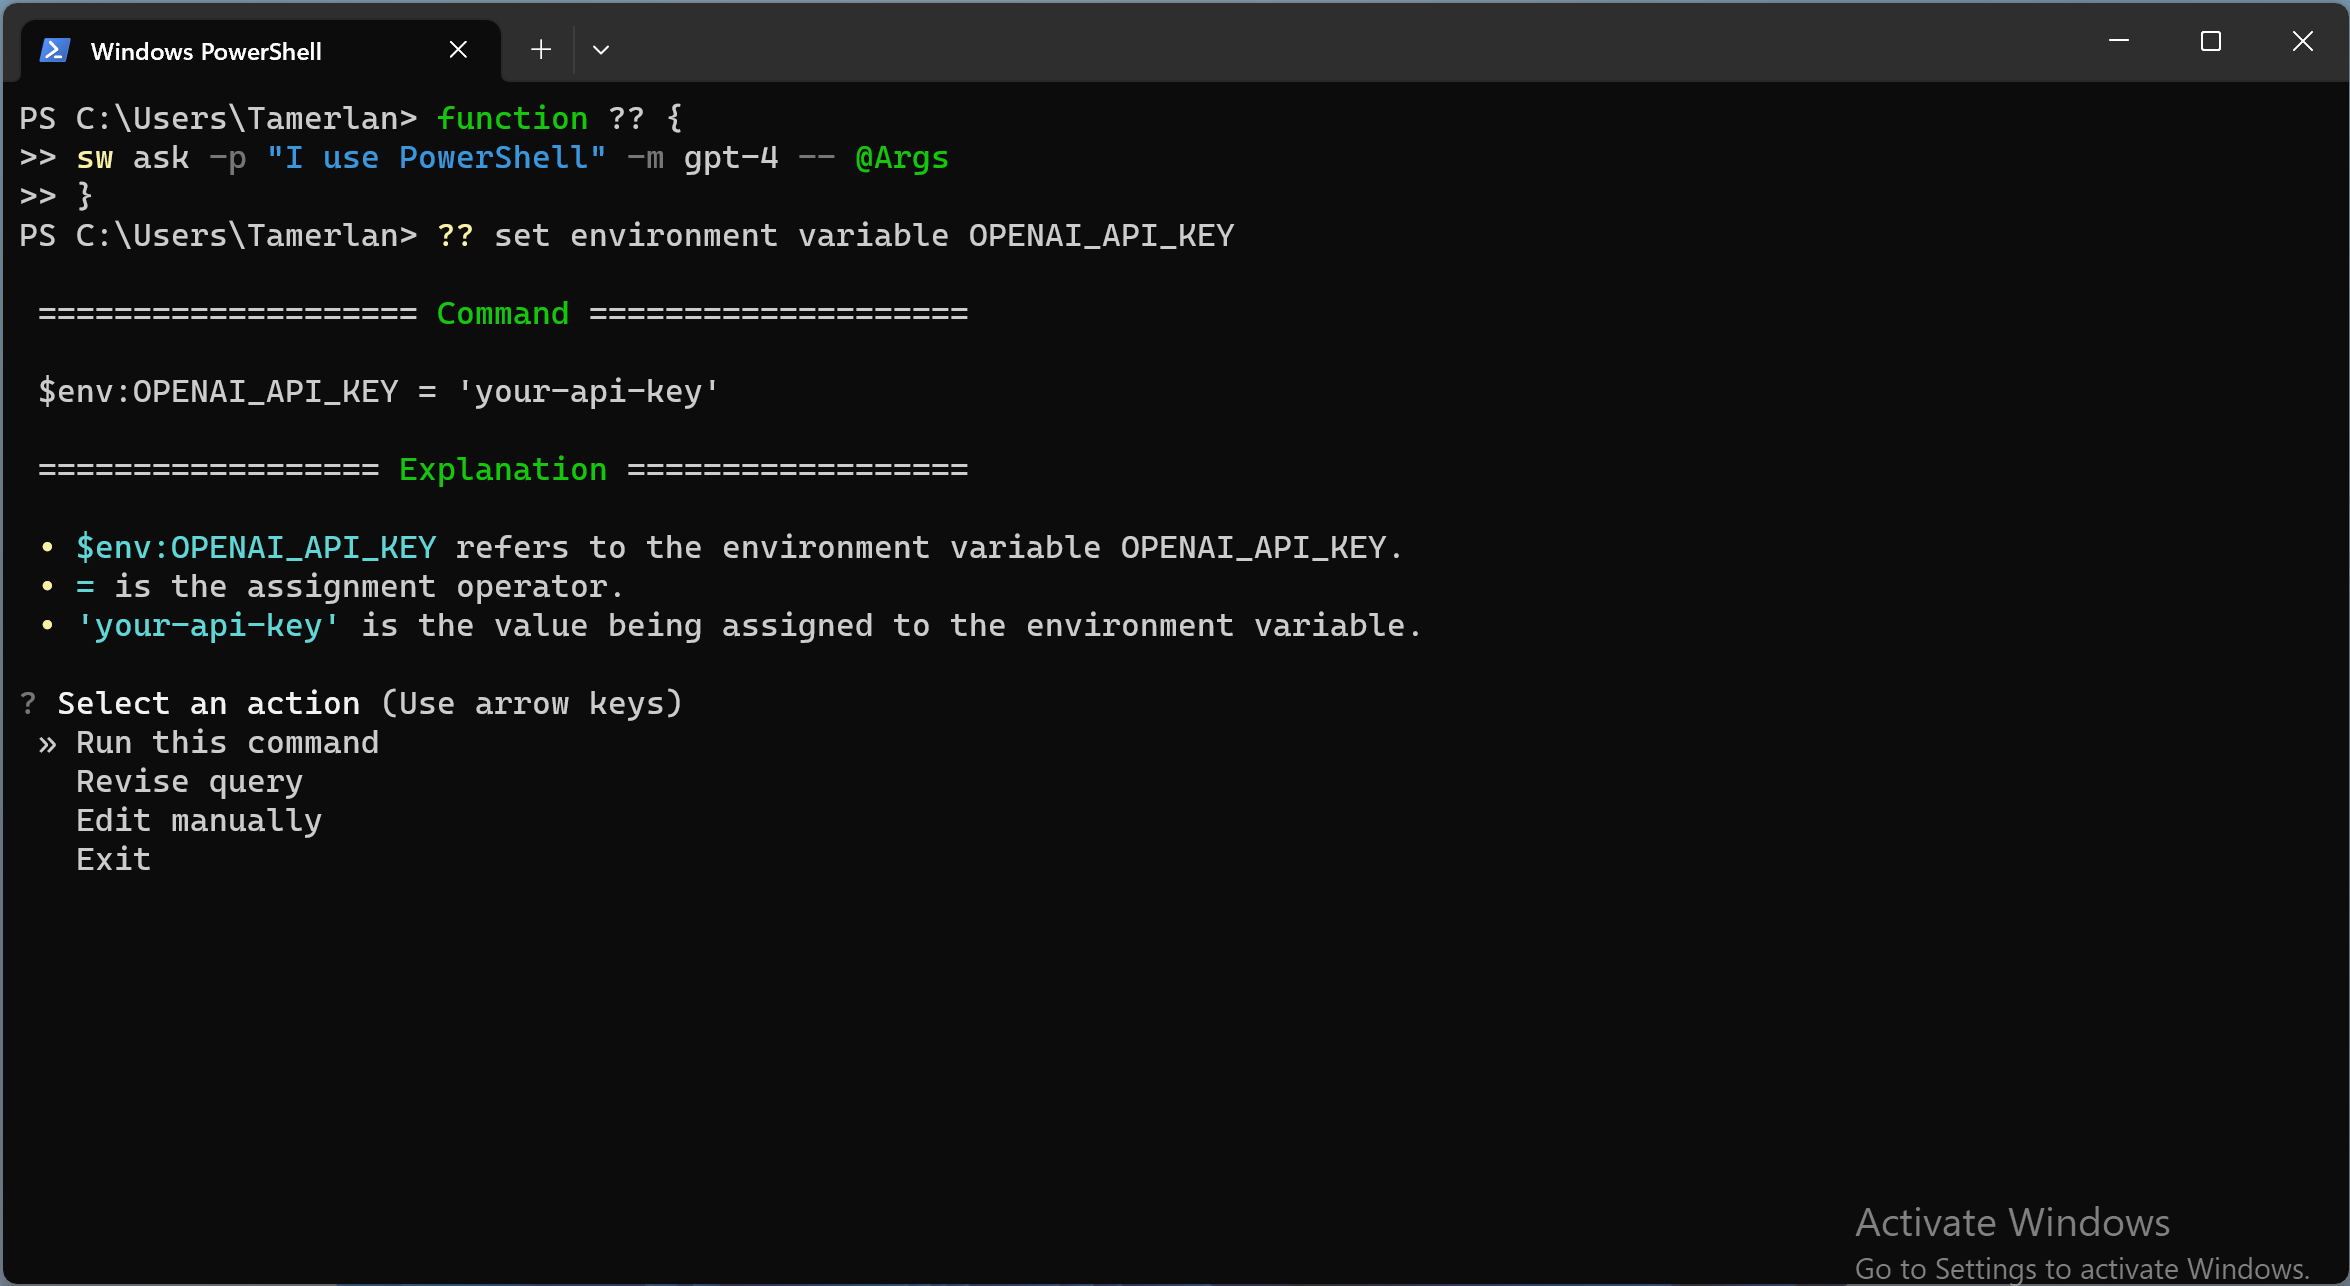 Windows PowerShell
PS C:\Users\Tamerlan> function ?? {
>> sw ask -p "I use PowerShell" -m gpt-4 -- @Args
>> }
PS C:\Users\Tamerlan> ?? set environment variable OPENAI_API_KEY
==================== Command ====================
$env:OPENAI_API_KEY = 'your-api-key'
================== Explanation ==================
• $env:OPENAI_API_KEY refers to the environment variable OPENAI_API_KEY.
• = is the assignment operator.
• 'your-api-key' is the value being assigned to the environment variable.
? Select an action (Use arrow keys)
» Run this command
Revise query
Edit manually
Exit
Activate Windows
Go to Settings to activate Windows.